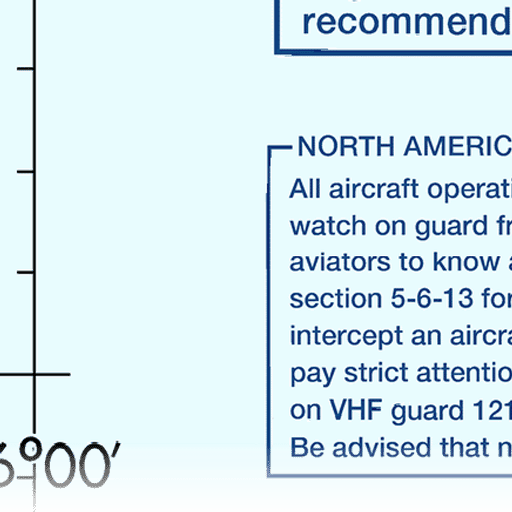 recommend
NORTH AMERIC
All aircraft operati
watch on guard fr
aviators to know a
section 5-6-13 for
intercept an aircra
pay strict attentio
on VHF guard 121
Be advised that n
6°00′